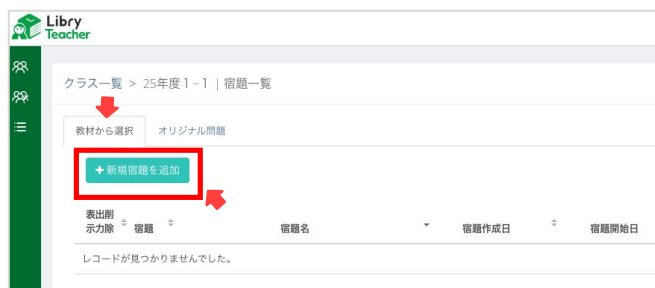 Libry
Teacher
クラス一覧 > 25年度１−１ | 宿題一覧
教材から選択 オリジナル問題
+新規宿題を追加
表出削
示力除 宿題 宿題名 宿題作成日 宿題開始日
レコードが見つかりませんでした。